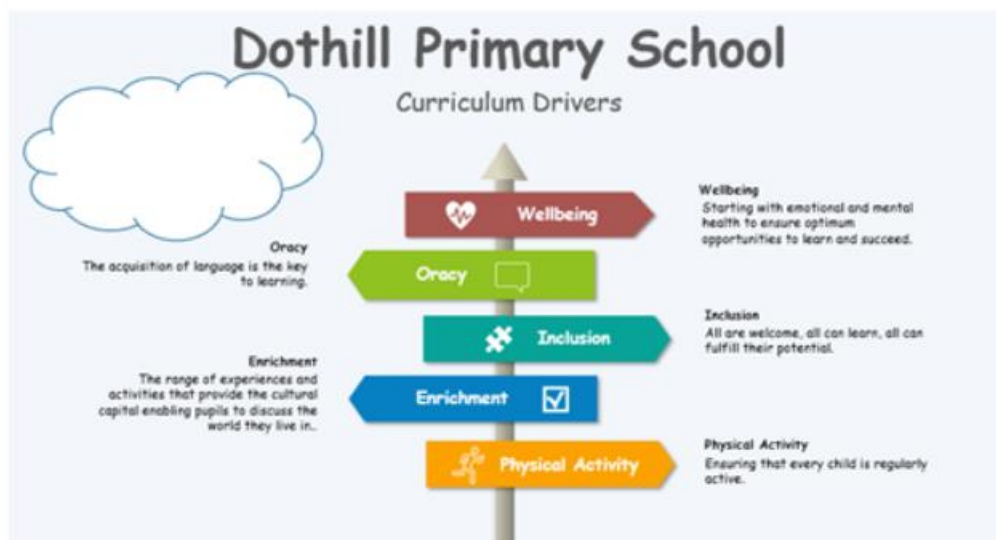 Dothill Primary School
Curriculum Drivers
Wellbeing
Wellbeing
Starting with emotional and mental
health to ensure optimum
opportunities to learn and succeed.
Oracy
The acquisition of language is the key
to learning.
Oracy
Inclusion
Inclusion
All are welcome, all can learn, all can
fulfill their potential.
Enrichment
The range of experiences and
activities that provide the cultural
capital enabling pupils to discuss the
world they live in..
Enrichment
Physical Activity
Physical Activity
Ensuring that every child is regularly
active.